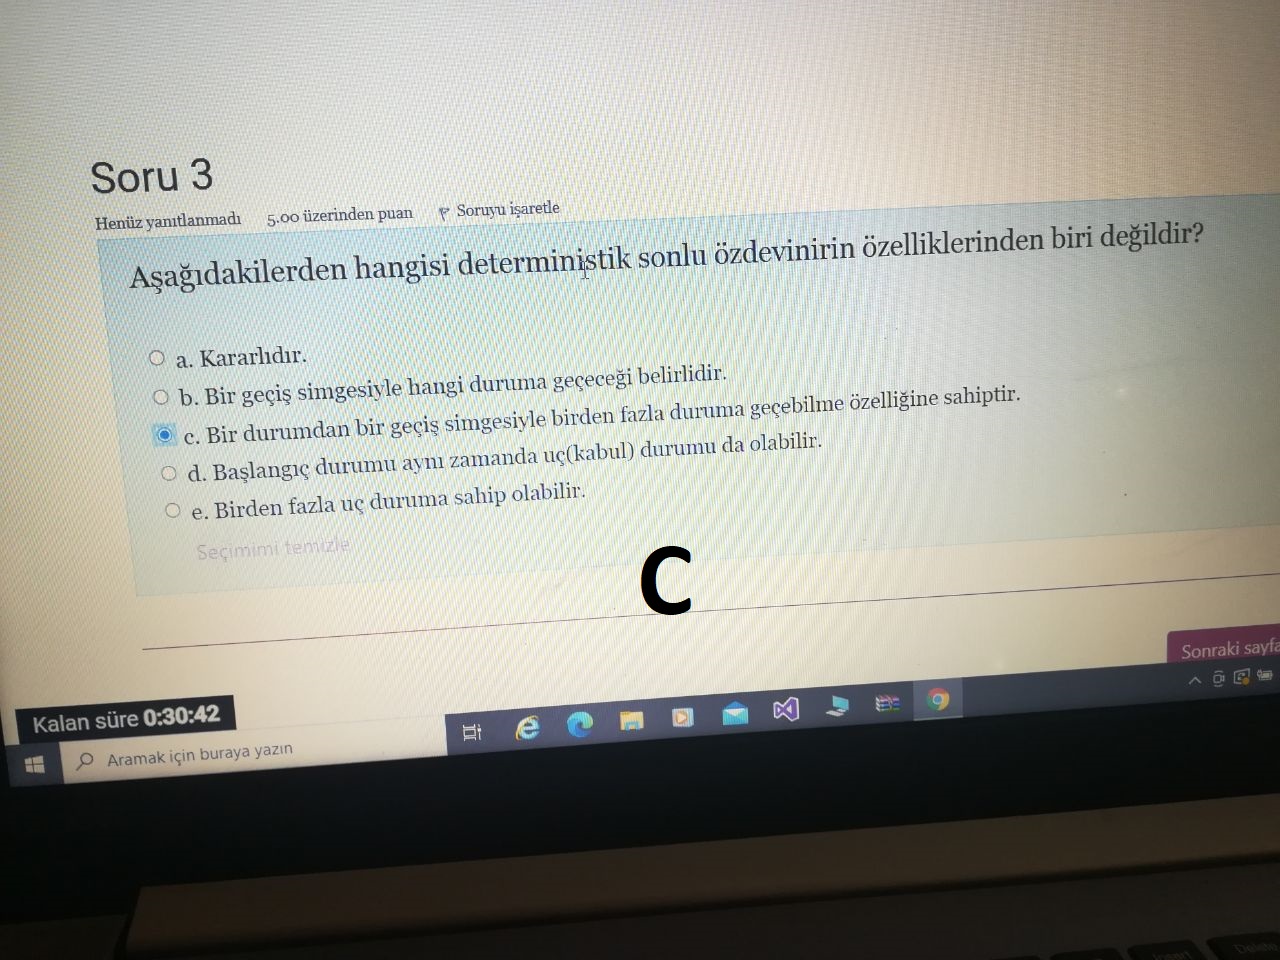 Soru 3
Henüz yanıtlanmadı 5.00 üzerinden puan Soruyu işaretle
Aşağıdakilerden hangisi deterministik sonlu özdevinirin özelliklerinden biri değildir?
a. Kararlıdır.
b. Bir geçiş simgesiyle hangi duruma geçeceği belirlidir.
c. Bir durumdan bir geçiş simgesiyle birden fazla duruma geçebilme özelliğine sahiptir.
d. Başlangıç durumu aynı zamanda uç(kabul) durumu da olabilir.
e. Birden fazla uç duruma sahip olabilir.
Seçimimi temizle
C
Sonraki sayfa
Kalan süre 0:30:42
Aramak için buraya yazın
Insert
Delete